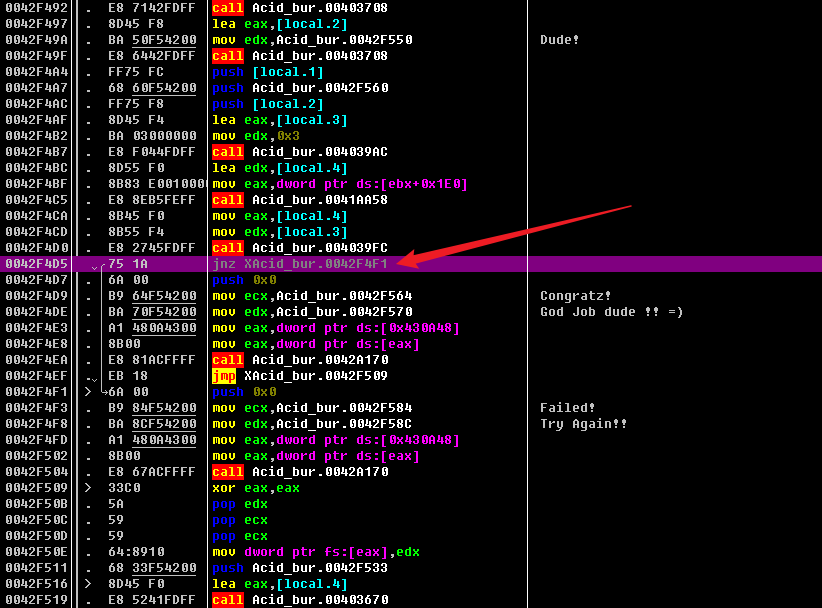 0042F492 . E8 7142FDFF call Acid_bur.00403708
0042F497 . 8D45 F8 lea eax,[local.2]
0042F49A . BA 50F54200 mov edx,Acid_bur.0042F550 Dude!
0042F49F . E8 6442FDFF call Acid_bur.00403708
0042F4A4 . FF75 FC push [local.1]
0042F4A7 . 68 60F54200 push Acid_bur.0042F560
0042F4AC . FF75 F8 push [local.2]
0042F4AF . 8D45 F4 lea eax,[local.3]
0042F4B2 . BA 03000000 mov edx,0x3
0042F4B7 . E8 F044FDFF call Acid_bur.004039AC
0042F4BC . 8D55 F0 lea edx,[local.4]
0042F4BF . 8B83 E0010000 mov eax,dword ptr ds:[ebx+0x1E0]
0042F4C5 . E8 8EB5FEFF call Acid_bur.0041AA58
0042F4CA . 8B45 F0 mov eax,[local.4]
0042F4CD . 8B55 F4 mov edx,[local.3]
0042F4D0 . E8 2745FDFF call Acid_bur.004039FC
0042F4D5 . 75 1A jnz XAcid_bur.0042F4F1
0042F4D7 . 6A 00 push 0x0
0042F4D9 . B9 64F54200 mov ecx,Acid_bur.0042F564 Congratz!
0042F4DE . BA 70F54200 mov edx,Acid_bur.0042F570 God Job dude !! =)
0042F4E3 . A1 480A4300 mov eax,dword ptr ds:[0x430A48]
0042F4E8 . 8B00 mov eax,dword ptr ds:[eax]
0042F4EA . E8 81ACFFFF call Acid_bur.0042A170
0042F4EF . EB 18 jmp XAcid_bur.0042F509
0042F4F1 > 6A 00 push 0x0
0042F4F3 . B9 84F54200 mov ecx,Acid_bur.0042F584 Failed!
0042F4F8 . BA 8CF54200 mov edx,Acid_bur.0042F58C Try Again!!
0042F4FD . A1 480A4300 mov eax,dword ptr ds:[0x430A48]
0042F502 . 8B00 mov eax,dword ptr ds:[eax]
0042F504 . E8 67ACFFFF call Acid_bur.0042A170
0042F509 > 33C0 xor eax,eax
0042F50B . 5A pop edx
0042F50C . 59 pop ecx
0042F50D . 59 pop ecx
0042F50E . 64:8910 mov dword ptr fs:[eax],edx
0042F511 . 68 33F54200 push Acid_bur.0042F533
0042F516 > 8D45 F0 lea eax,[local.4]
0042F519 . E8 5241FDFF call Acid_bur.00403670